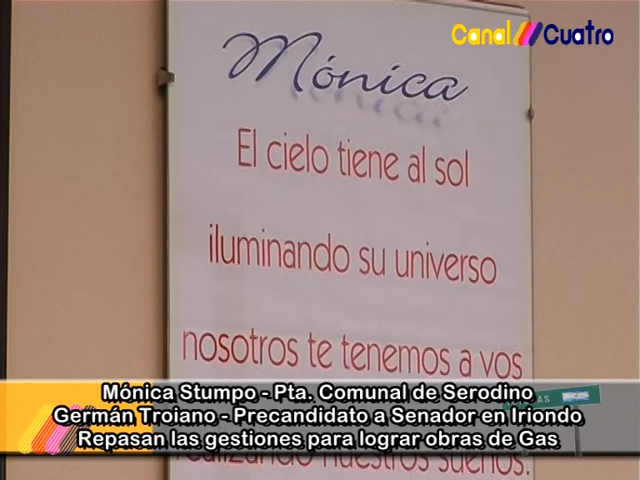 Canal Cuatro
Mónica
El cielo tiene al sol
iluminando su universo
nosotros te tenemos a vos
Mónica Stumpo - Pta. Comunal de Serodino
Germán Troiano - Precandidato a Senador en Iriondo
Repasan las gestiones para lograr obras de Gas
realizando nuestros sueños.